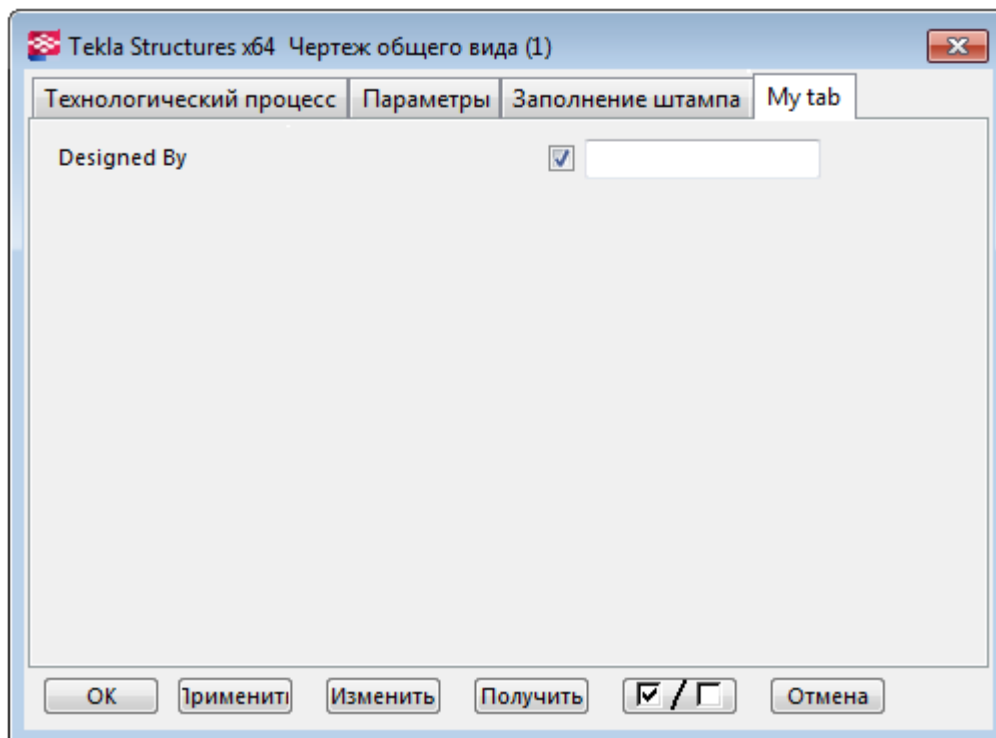 Tekla Structures x64 Чертеж общего вида (1)
Технологический процесс Параметры Заполнение штампа My tab
Designed By
OK Применить Изменить Получить / Отмена